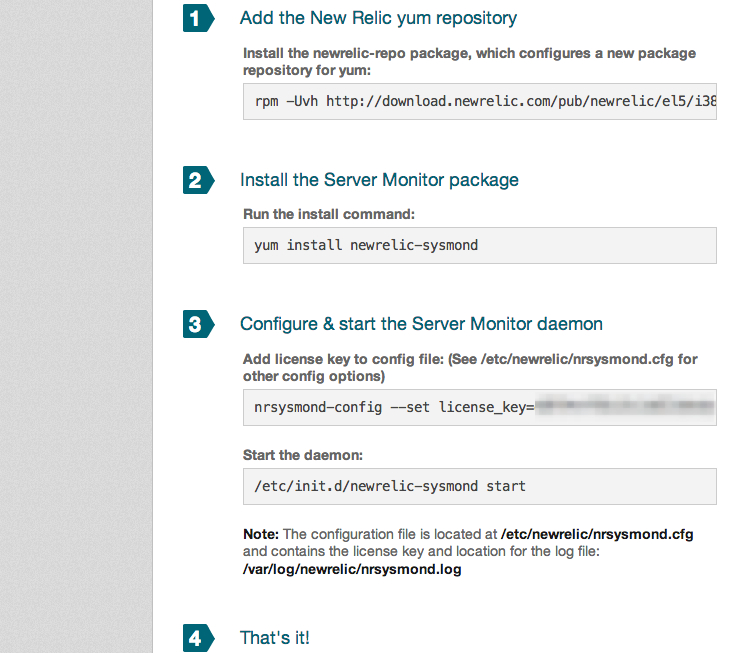 1 Add the New Relic yum repository
Install the newrelic-repo package, which configures a new package
repository for yum:
rpm -Uvh http://download.newrelic.com/pub/newrelic/el5/i38
2 Install the Server Monitor package
Run the install command:
yum install newrelic-sysmond
3 Configure & start the Server Monitor daemon
Add license key to config file: (See /etc/newrelic/nrsysmond.cfg for
other config options)
nrsysmond-config --set license_key=
Start the daemon:
/etc/init.d/newrelic-sysmond start
Note: The configuration file is located at /etc/newrelic/nrsysmond.cfg
and contains the license key and location for the log file:
/var/log/newrelic/nrsysmond.log
4 That's it!